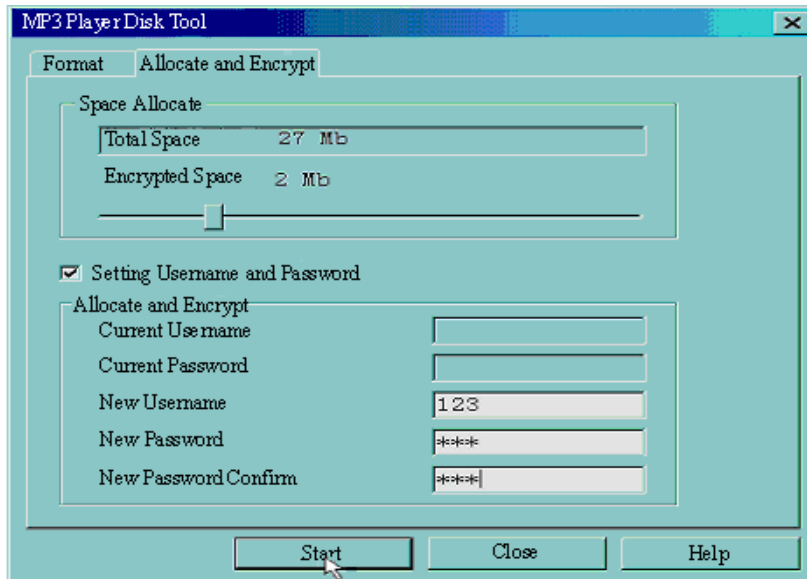 MP3 Player Disk Tool
Format Allocate and Encrypt
Space Allocate
Total Space 27 Mb
Encrypted Space 2 Mb
Setting Username and Password
Allocate and Encrypt
Current Username
Current Password
New Username 123
New Password ***
New Password Confirm ***
Start Close Help